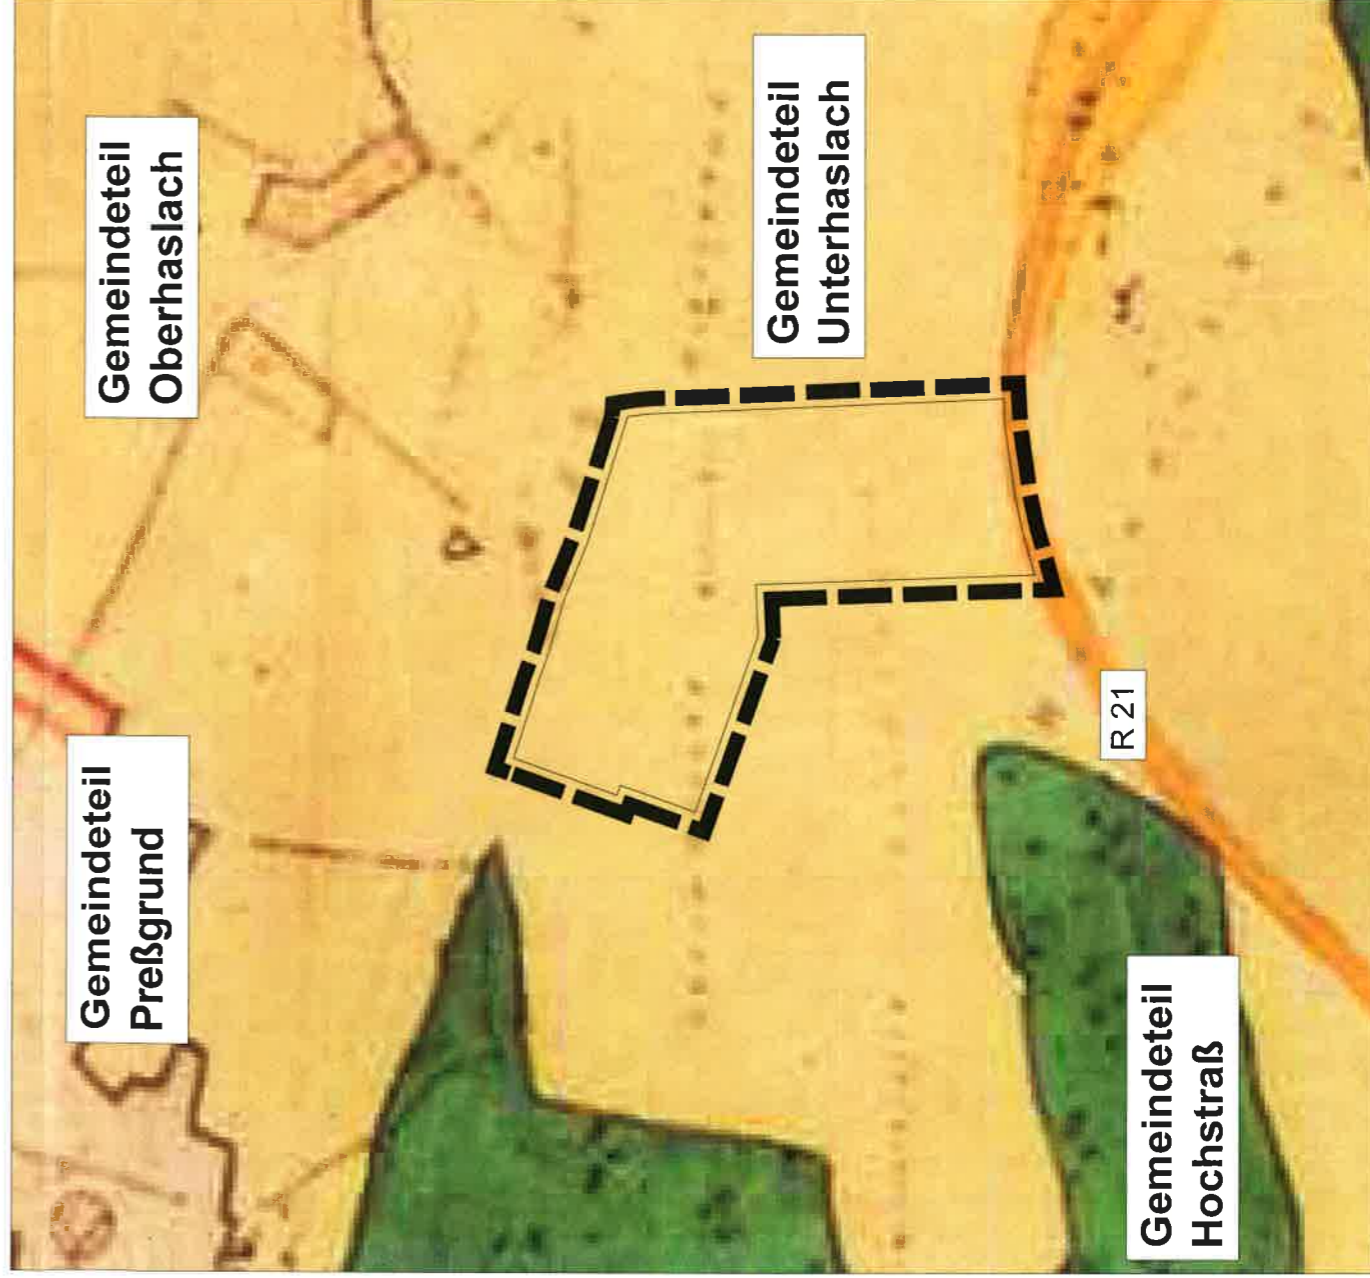 Gemeindeteil
Preßgrund
Gemeindeteil
Oberhaslach
Gemeindeteil
Unterhaslach
R 21
Gemeindeteil
Hochstraß